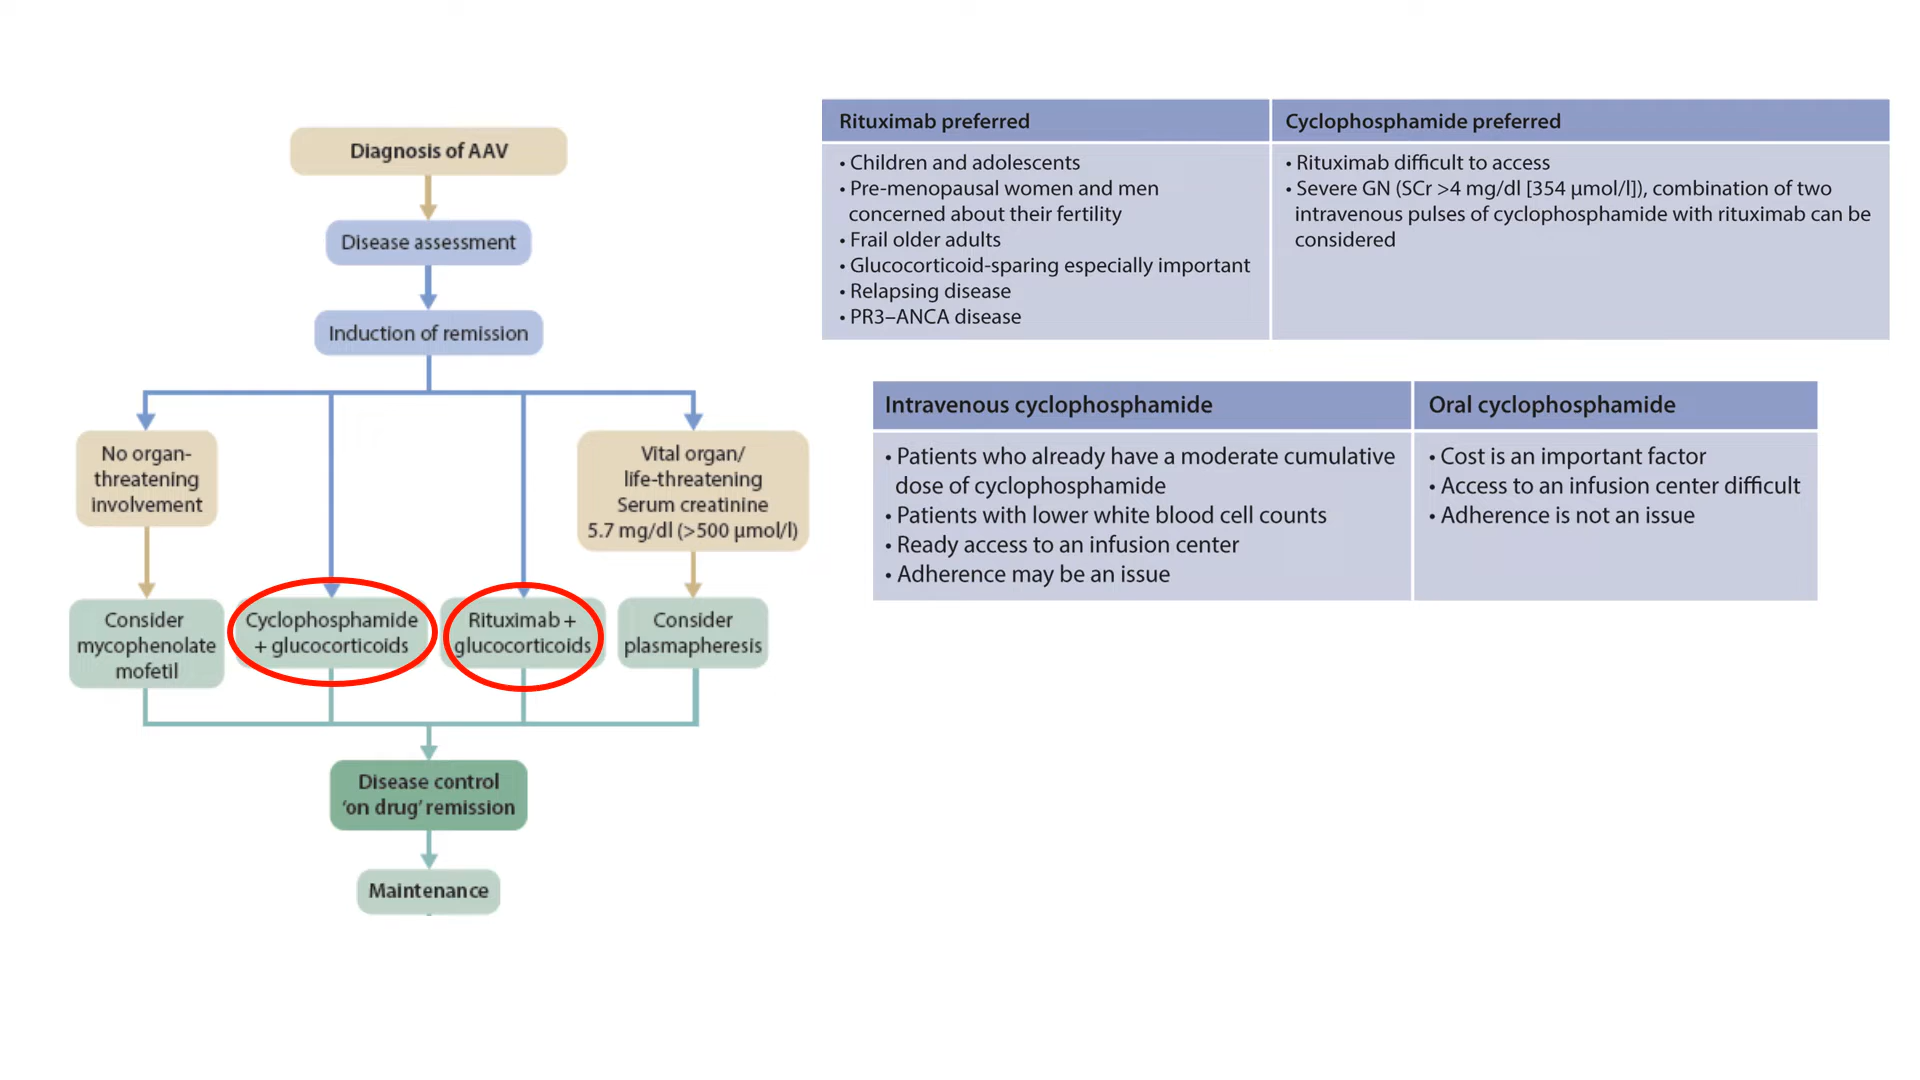 Diagnosis of AAV
Disease assessment
Induction of remission
No organ-
threatening
involvement
Vital organ/
life-threatening
Serum creatinine
5.7 mg/dl (>500 µmol/l)
Consider
mycophenolate
mofetil
Cyclophosphamide
+ glucocorticoids
Rituximab +
glucocorticoids
Consider
plasmapheresis
Disease control
‘on drug’ remission
Maintenance
Rituximab preferred
• Children and adolescents
• Pre-menopausal women and men
concerned about their fertility
• Frail older adults
• Glucocorticoid-sparing especially important
• Relapsing disease
• PR3–ANCA disease
Cyclophosphamide preferred
• Rituximab difficult to access
• Severe GN (SCr >4 mg/dl [354 µmol/l]), combination of two
intravenous pulses of cyclophosphamide with rituximab can be
considered
Intravenous cyclophosphamide
• Patients who already have a moderate cumulative
dose of cyclophosphamide
• Patients with lower white blood cell counts
• Ready access to an infusion center
• Adherence may be an issue
Oral cyclophosphamide
• Cost is an important factor
• Access to an infusion center difficult
• Adherence is not an issue